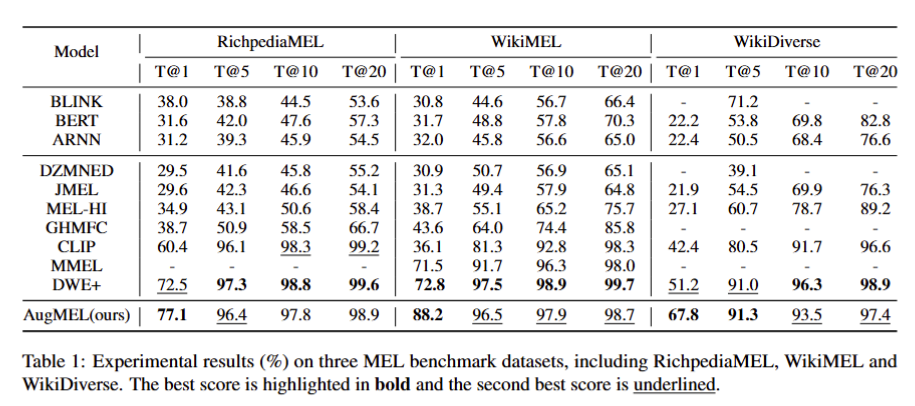 Model RichpediaMEL WikiMEL WikiDiverse
T@1 T@5 T@10 T@20 T@1 T@5 T@10 T@20 T@1 T@5 T@10 T@20
BLINK 38.0 38.8 44.5 53.6 30.8 44.6 56.7 66.4 - 71.2 - -
BERT 31.6 42.0 47.6 57.3 31.7 48.8 57.8 70.3 22.2 53.8 69.8 82.8
ARNN 31.2 39.3 45.9 54.5 32.0 45.8 56.6 65.0 22.4 50.5 68.4 76.6
DZMNED 29.5 41.6 45.8 55.2 30.9 50.7 56.9 65.1 - 39.1 - -
JMEL 29.6 42.3 46.6 54.1 31.3 49.4 57.9 64.8 21.9 54.5 69.9 76.3
MEL-HI 34.9 43.1 50.6 58.4 38.7 55.1 65.2 75.7 27.1 60.7 78.7 89.2
GHMFC 38.7 50.9 58.5 66.7 43.6 64.0 74.4 85.8 - - - -
CLIP 60.4 96.1 98.3 99.2 36.1 81.3 92.8 98.3 42.4 80.5 91.7 96.6
MMEL - - - - 71.5 91.7 96.3 98.0 - - - -
DWE+ 72.5 97.3 98.8 99.6 72.8 97.5 98.9 99.7 51.2 91.0 96.3 98.9
AugMEL(ours) 77.1 96.4 97.8 98.9 88.2 96.5 97.9 98.7 67.8 91.3 93.5 97.4
Table 1: Experimental results (%) on three MEL benchmark datasets, including RichpediaMEL, WikiMEL and
WikiDiverse. The best score is highlighted in bold and the second best score is underlined.